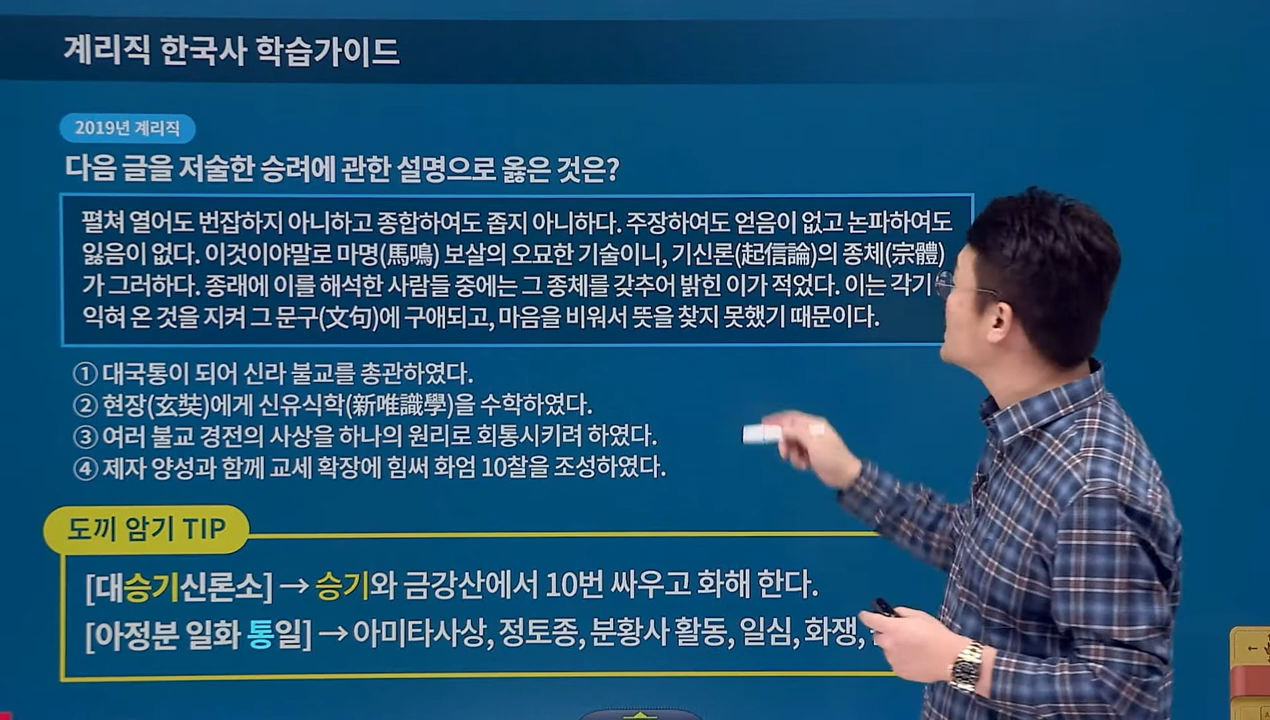 계리직 한국사 학습가이드
2019년 계리직
다음 글을 저술한 승려에 관한 설명으로 옳은 것은?
펼쳐 열어도 번잡하지 아니하고 종합하여도 좁지 아니하다. 주장하여도 얻음이 없고 논파하여도
잃음이 없다. 이것이야말로 마명(馬鳴) 보살의 오묘한 기술이니, 기신론(起信論)의 종체(宗體)
가 그러하다. 종래에 이를 해석한 사람들 중에는 그 종체를 갖추어 밝힌 이가 적었다. 이는 각기
익혀 온 것을 지켜 그 문구(文句)에 구애되고, 마음을 비워서 뜻을 찾지 못했기 때문이다.
① 대국통이 되어 신라 불교를 총관하였다.
② 현장(玄奘)에게 신유식학(新唯識學)을 수학하였다.
③ 여러 불교 경전의 사상을 하나의 원리로 회통시키려 하였다.
④ 제자 양성과 함께 교세 확장에 힘써 화엄 10찰을 조성하였다.
도끼 암기 TIP
[대승기신론소] → 승기와 금강산에서 10번 싸우고 화해 한다.
[아정분 일화 통일] → 아미타사상, 정토종, 분황사 활동, 일심, 화쟁,